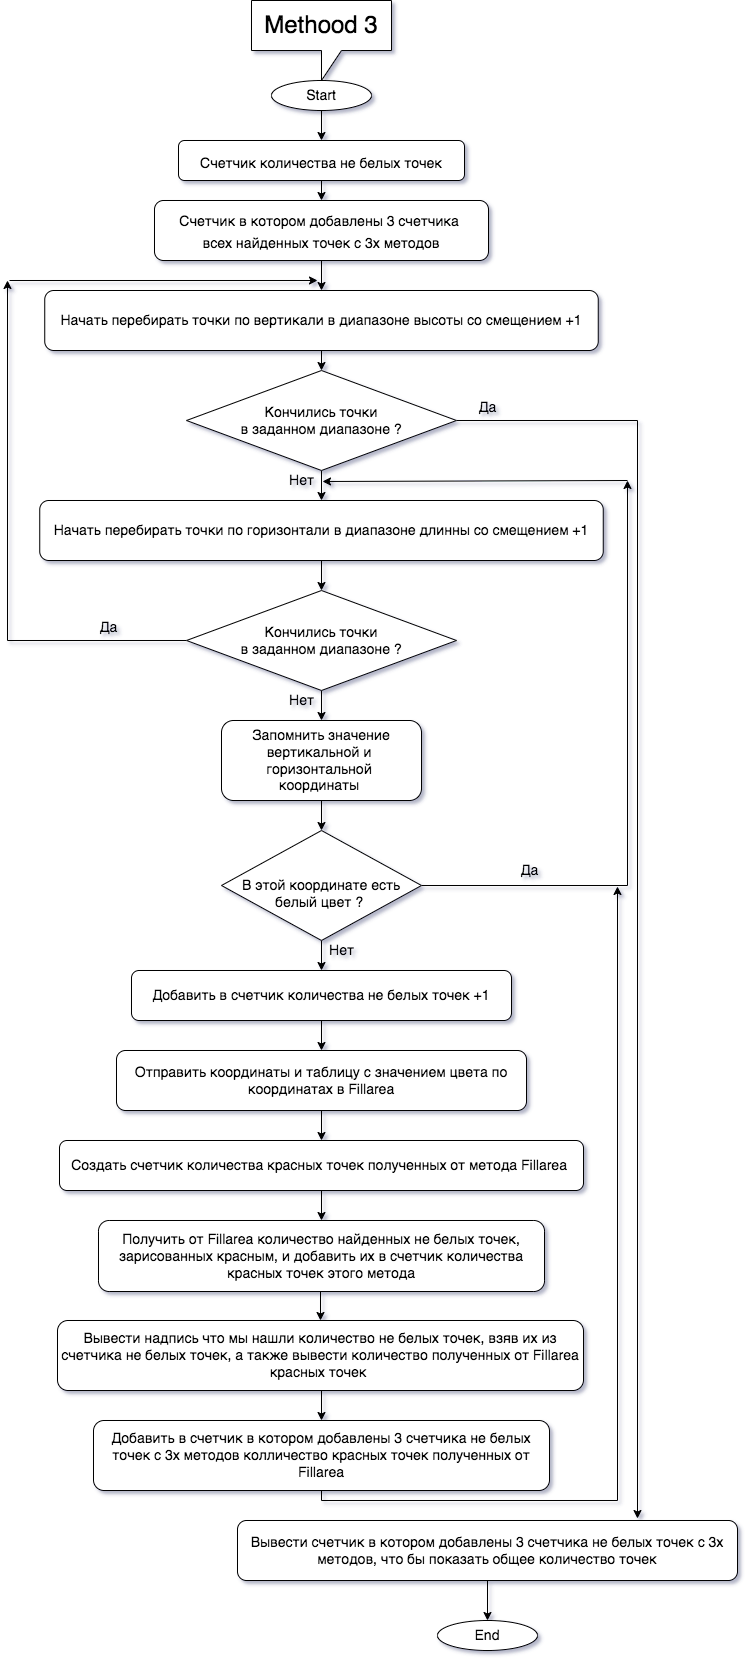 Methood 3
Start
Счетчик количества не белых точек
Счетчик в котором добавлены 3 счетчика
всех найденных точек с 3х методов
Начать перебирать точки по вертикали в диапазоне высоты со смещением +1
Кончились точки
в заданном диапазоне ?
Да
Нет
Начать перебирать точки по горизонтали в диапазоне длинны со смещением +1
Кончились точки
в заданном диапазоне ?
Да
Нет
Запомнить значение
вертикальной и
горизонтальной
координаты
В этой координате есть
белый цвет ?
Да
Нет
Добавить в счетчик количества не белых точек +1
Отправить координаты и таблицу с значением цвета по
координатах в Fillarea
Создать счетчик количества красных точек полученных от метода Fillarea
Получить от Fillarea количество найденных не белых точек,
зарисованных красным, и добавить их в счетчик количества
красных точек этого метода
Вывести надпись что мы нашли количество не белых точек, взяв их из
счетчика не белых точек, а также вывести количество полученных от Fillarea
красных точек
Добавить в счетчик в котором добавлены 3 счетчика не белых
точек с 3х методов колличество красных точек полученных от
Fillarea
Вывести счетчик в котором добавлены 3 счетчика не белых точек с 3х
методов, что бы показать общее количество точек
End